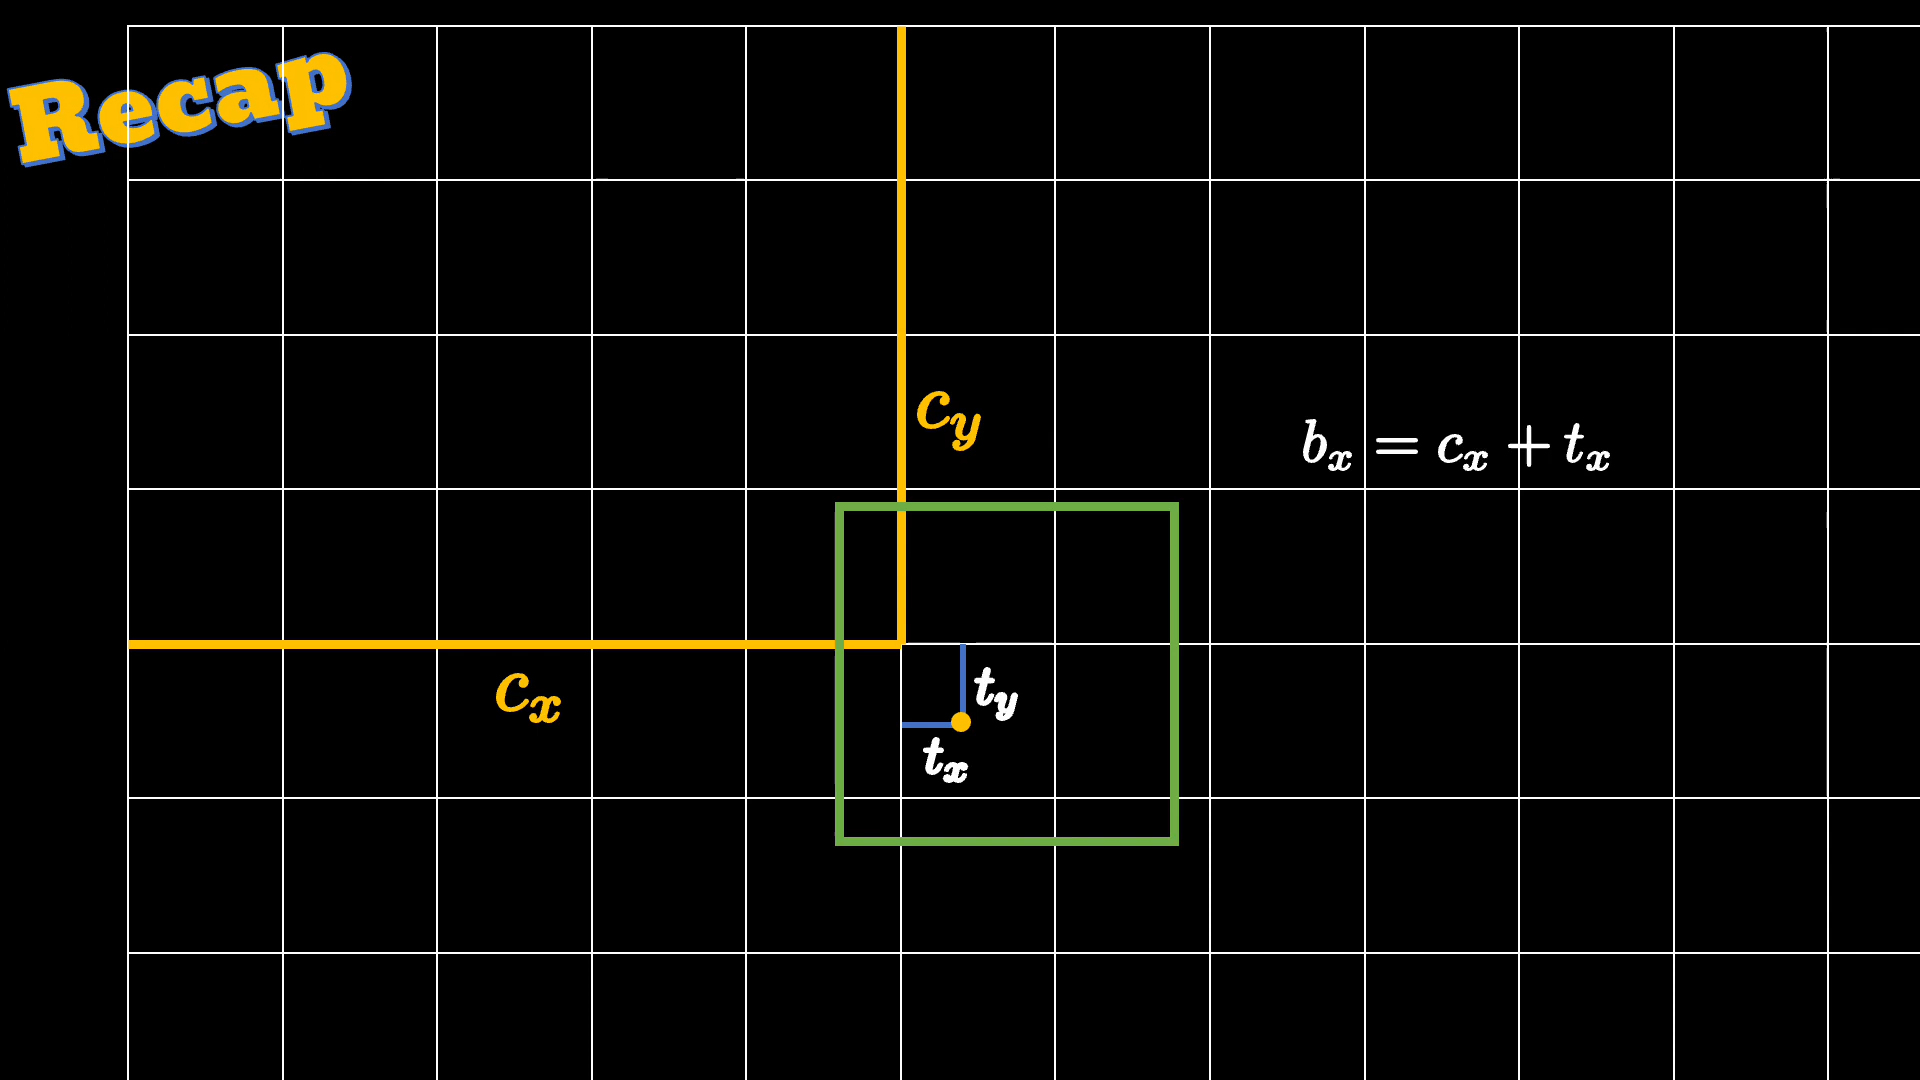 Recap
c_y
b_x = c_x + t_x
c_x
t_y
t_x